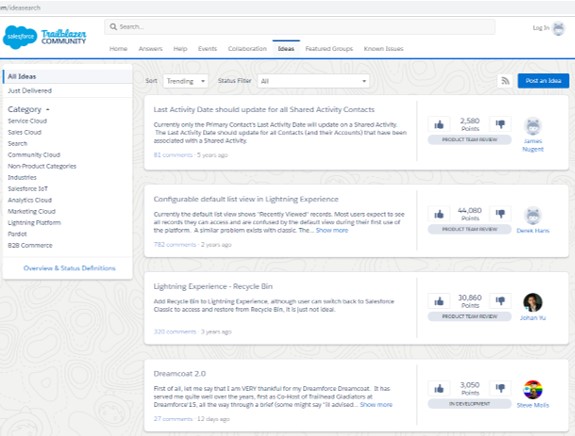 m/ideasearch
salesforce
Trailblazer
COMMUNITY
Search...
Log In
Home Answers Help Events Collaboration Ideas Featured Groups Known Issues
All Ideas
Just Delivered
Category
Service Cloud
Sales Cloud
Search
Community Cloud
Non-Product Categories
Industries
Salesforce IoT
Analytics Cloud
Marketing Cloud
Lightning Platform
Pardot
B2B Commerce
Overview & Status Definitions
Sort Trending Status Filter All Post an Idea
Last Activity Date should update for all Shared Activity Contacts
Currently only the Primary Contact's Last Activity Date will update on a Shared Activity.
The Last Activity Date should update for all Contacts (and their Accounts) that have been
associated with a Shared Activity.
81 comments · 5 years ago
2,580
Points
PRODUCT TEAM REVIEW
James
Nugent
Configurable default list view in Lightning Experience
Currently the default list view shows "Recently Viewed" records. Most users expect to see
all records they can access and are confused by the default view during their first use of
the platform. A similar problem exists with classic. The... Show more
782 comments · 2 years ago
44,080
Points
PRODUCT TEAM REVIEW
Derek Hans
Lightning Experience - Recycle Bin
Add Recycle Bin to Lightning Experience, although user can switch back to Salesforce
Classic to access and restore from Recycle Bin, it is just not ideal.
comments · 3 years ago
30,860
Points
PRODUCT TEAM REVIEW
Johan Yu
Dreamcoat 2.0
First of all, let me say that I am VERY thankful for my Dreamforce Dreamcoat. It has
served me quite well over the years, first as Co-Host of Trailhead Gladiators at
Dreamforce'15, all the way through a brief (some might say "ill advised... Show more
27 comments · 12 days ago
3,050
Points
IN DEVELOPMENT
Steve Molis